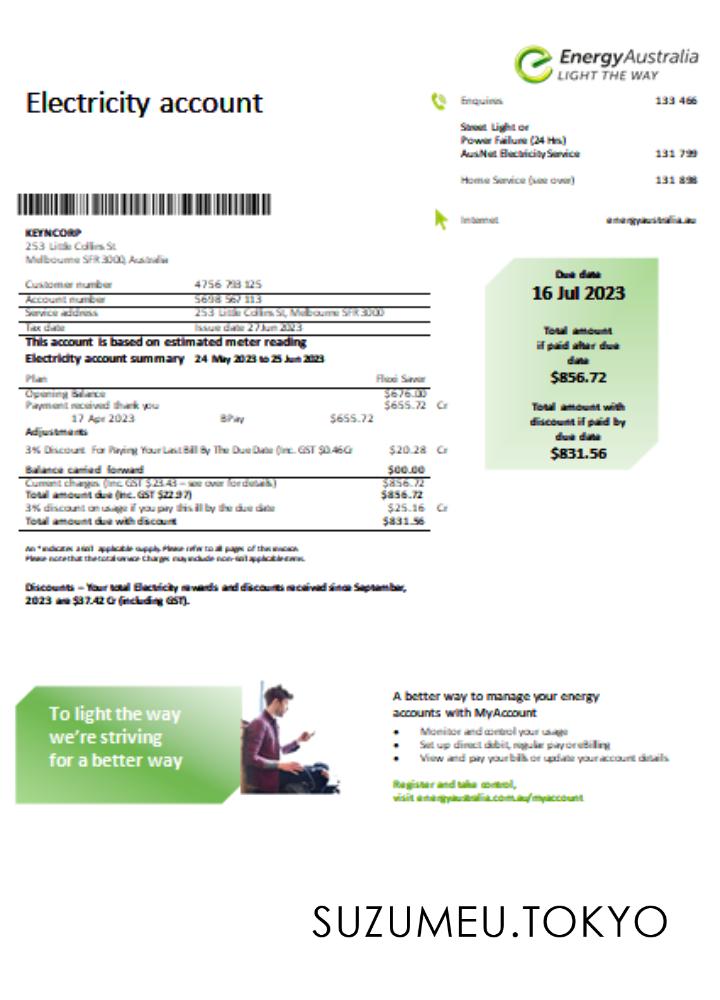 EnergyAustralia
LIGHT THE WAY
Electricity account
Enquires 133 466
Street Light or
Power Failure (24 Hrs)
AusNet Electricity Service 131 799
Home Service (see over) 131 898
Internet energyaustralia.au
KEYNCORP
253 Little Collins St
Melbourne SFR 3000, Australia
Customer number 4756 793 125
Account number 5698 567 113
Service address 253 Little Collins St, Melbourne SFR 3000
Tax date Issue date 27 Jun 2023
This account is based on estimated meter reading
Electricity account summary 24 May 2023 to 25 Jun 2023
Plan Flexi Saver
Opening Balance $676.00
Payment received thank you $655.72 Cr
17 Apr 2023 BPay $655.72
Adjustments
3% Discount For Paying Your Last Bill By The Due Date (Inc. GST $0.46Cr $20.28 Cr
Balance carried forward $00.00
Current charges (Inc. GST $23.43 – see over for details) $856.72
Total amount due (Inc. GST $22.97) $856.72
3% discount on usage if you pay this ill by the due date $25.16 Cr
Total amount due with discount $831.56
Due date
16 Jul 2023
Total amount
if paid after due
date
$856.72
Total amount with
discount if paid by
due date
$831.56
An * indicates a applicable supply. Please refer to all pages of this invoice.
Please note that the total service Charges may include non- applicable items.
Discounts – Your total Electricity rewards and discounts received since September,
2023 are $37.42 Cr (including GST).
To light the way
we're striving
for a better way
A better way to manage your energy
accounts with MyAccount
• Monitor and control your usage
• Set up direct debit, regular pay or eBilling
• View and pay your bills or update your account details
Register and take control,
visit energyaustralia.com.au/myaccount
SUZUMEU.TOKYO